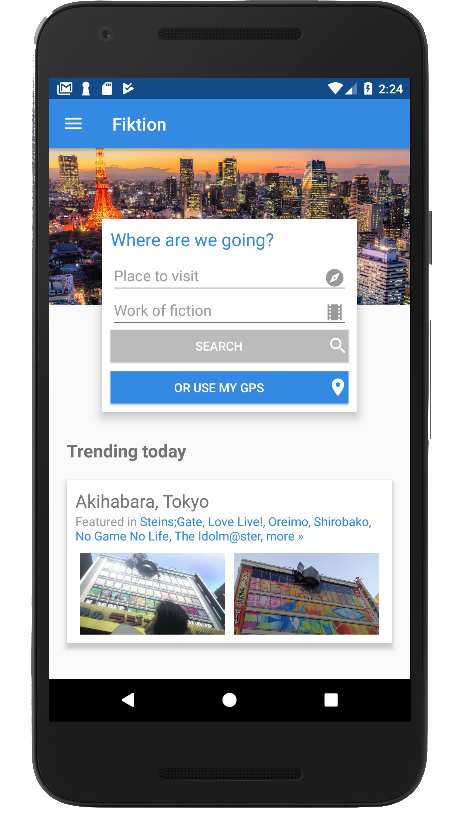 2:24
Fiktion
Where are we going?
Place to visit
Work of fiction
SEARCH
OR USE MY GPS
Trending today
Akihabara, Tokyo
Featured in Steins;Gate, Love Live!, Oreimo, Shirobako,
No Game No Life, The Idolm@ster, more »